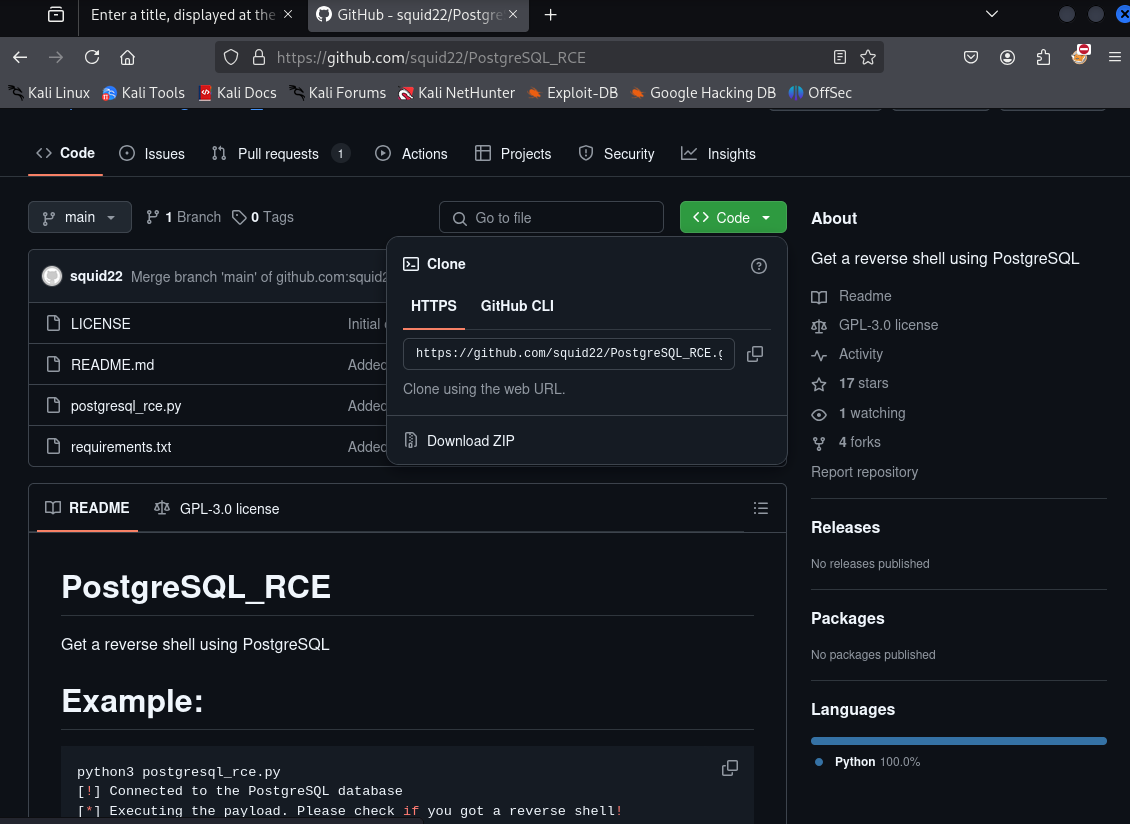 Enter a title, displayed at the
GitHub - squid22/Postgre
https://github.com/squid22/PostgreSQL_RCE
Kali Linux Kali Tools Kali Docs Kali Forums Kali NetHunter Exploit-DB Google Hacking DB OffSec
Code Issues Pull requests 1 Actions Projects Security Insights
main 1 Branch 0 Tags Go to file Code
squid22 Merge branch 'main' of github.com:squid2
LICENSE Initial
README.md Added
postgresql_rce.py Added
requirements.txt Added
Clone
HTTPS GitHub CLI
https://github.com/squid22/PostgreSQL_RCE.g
Clone using the web URL.
Download ZIP
README GPL-3.0 license
PostgreSQL_RCE
Get a reverse shell using PostgreSQL
Example:
python3 postgresql_rce.py
[!] Connected to the PostgreSQL database
[*] Executing the payload. Please check if you got a reverse shell!
About
Get a reverse shell using PostgreSQL
Readme
GPL-3.0 license
Activity
17 stars
1 watching
4 forks
Report repository
Releases
No releases published
Packages
No packages published
Languages
Python 100.0%